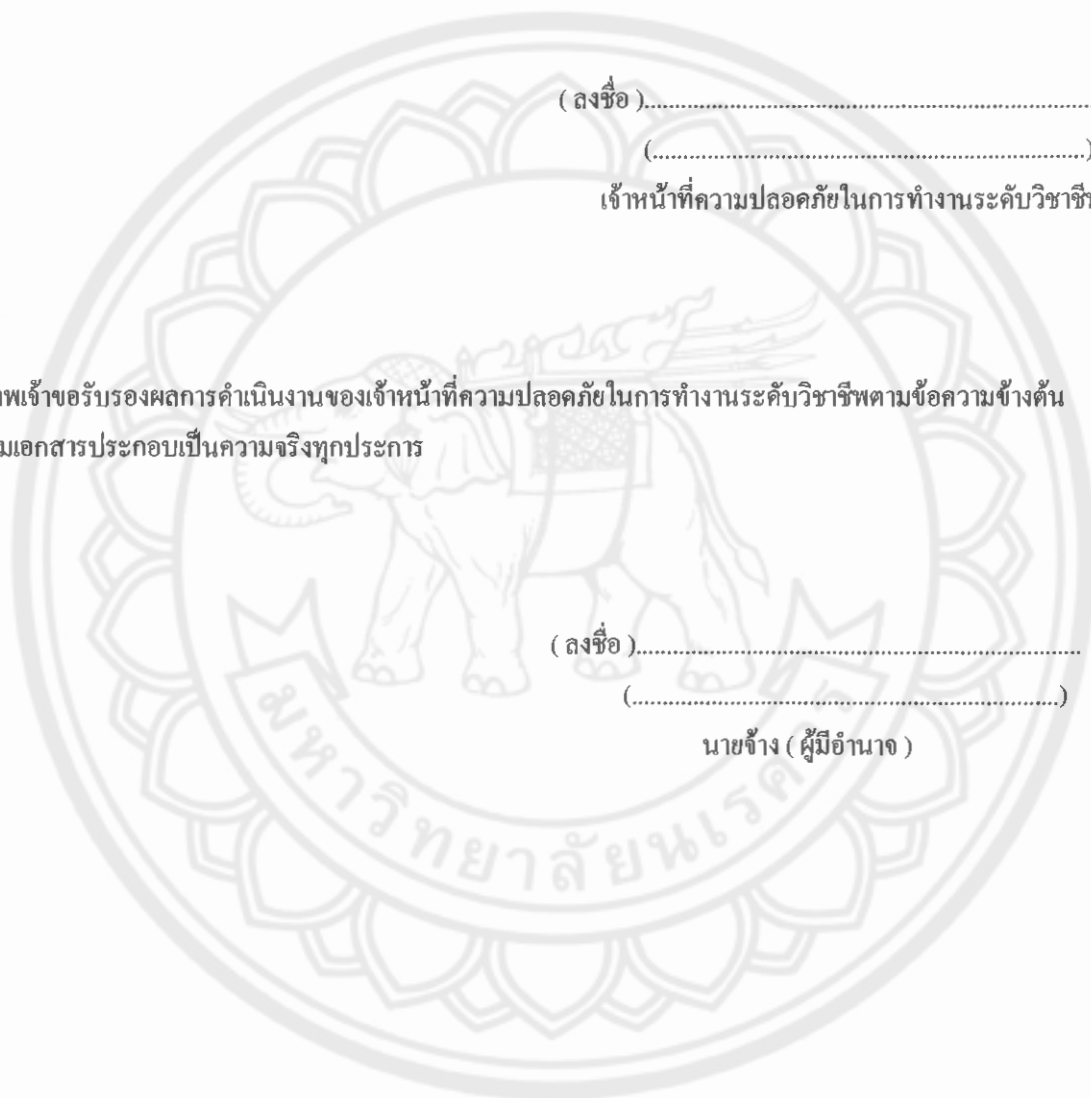 ( ลงชื่อ )...........................................................................
(........................................................................)
เจ้าหน้าที่ความปลอดภัยในการทำงานระดับวิชาชีพ
พเจ้าขอรับรองผลการดำเนินงานของเจ้าหน้าที่ความปลอดภัยในการทำงานระดับวิชาชีพตามข้อความข้างต้น
มเอกสารประกอบเป็นความจริงทุกประการ
( ลงชื่อ )..........................................................................
(.......................................................................)
นายจ้าง ( ผู้มีอำนาจ )
มหาวิทยาลัยนเรศวร